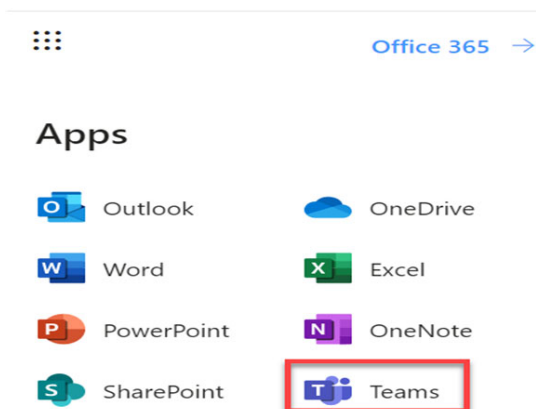 Office 365 →
Apps
Outlook OneDrive
Word Excel
PowerPoint OneNote
SharePoint Teams